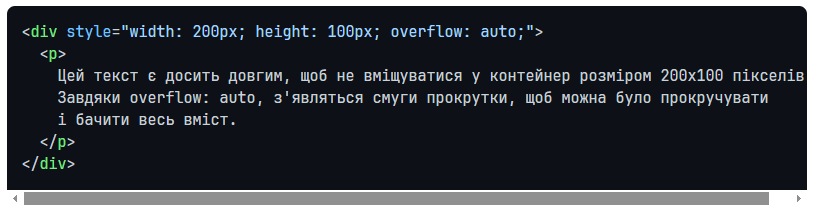 <div style="width: 200px; height: 100px; overflow: auto;">
  <p>
    Цей текст є досить довгим, щоб не вміщуватися у контейнер розміром 200x100 пікселів
    Завдяки overflow: auto, з'являться смуги прокрутки, щоб можна було прокручувати
    і бачити весь вміст.
  </p>
</div>